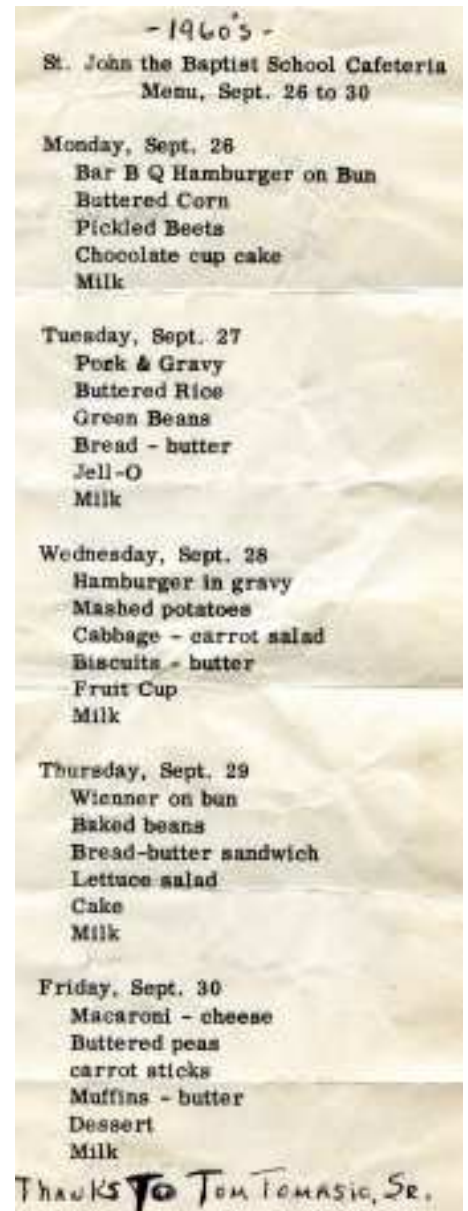 - 1960's -
St. John the Baptist School Cafeteria
Menu, Sept. 26 to 30
Monday, Sept. 26
Bar B Q Hamburger on Bun
Buttered Corn
Pickled Beets
Chocolate cup cake
Milk
Tuesday, Sept. 27
Pork & Gravy
Buttered Rice
Green Beans
Bread - butter
Jell-O
Milk
Wednesday, Sept. 28
Hamburger in gravy
Mashed potatoes
Cabbage - carrot salad
Biscuits - butter
Fruit Cup
Milk
Thursday, Sept. 29
Wienner on bun
Baked beans
Bread-butter sandwich
Lettuce salad
Cake
Milk
Friday, Sept. 30
Macaroni - cheese
Buttered peas
carrot sticks
Muffins - butter
Dessert
Milk
THANKS TO TOM TOMASIC, SR.